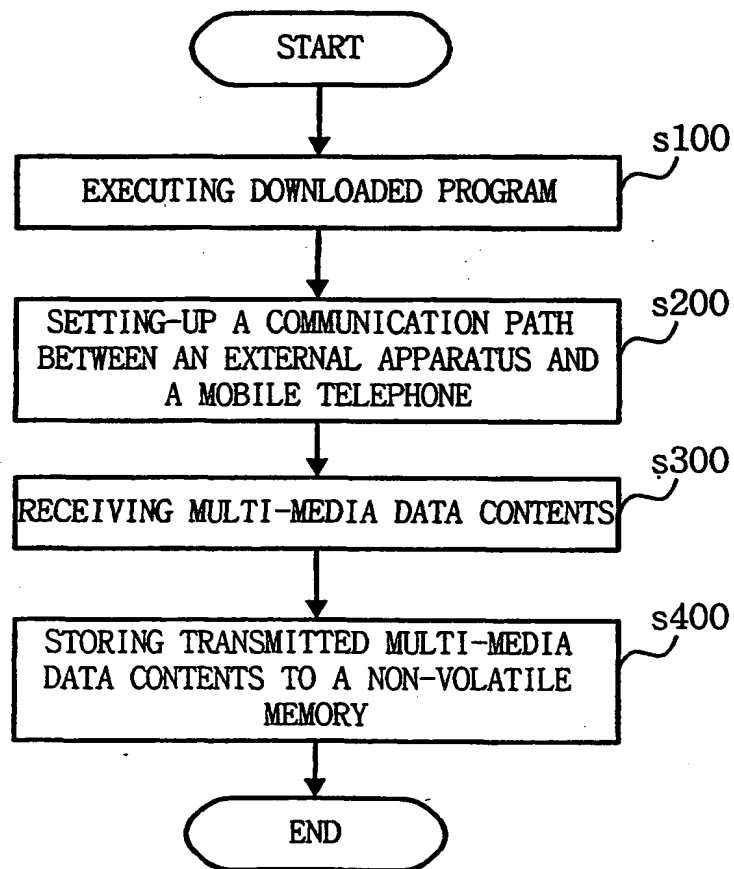 START
s100
EXECUTING DOWNLOADED PROGRAM
s200
SETTING-UP A COMMUNICATION PATH
BETWEEN AN EXTERNAL APPARATUS AND
A MOBILE TELEPHONE
s300
RECEIVING MULTI-MEDIA DATA CONTENTS
s400
STORING TRANSMITTED MULTI-MEDIA
DATA CONTENTS TO A NON-VOLATILE
MEMORY
END